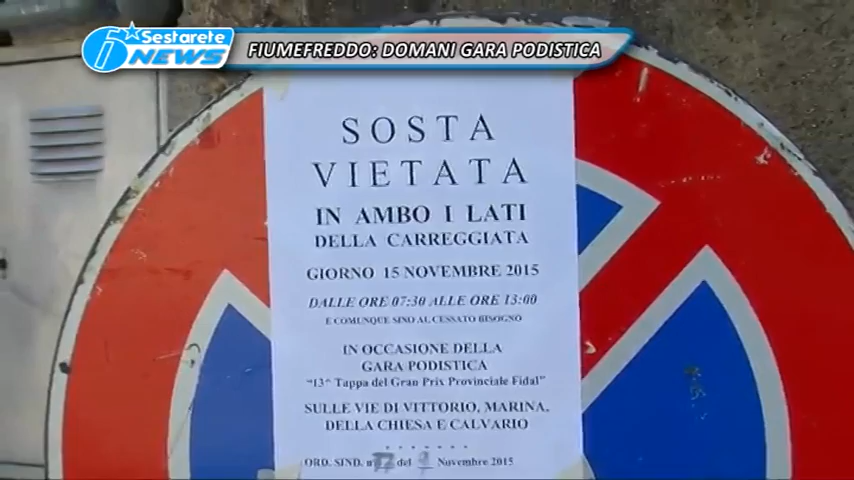 Sestarete
6 NEWS
FIUMEFREDDO: DOMANI GARA PODISTICA
SOSTA
VIETATA
IN AMBO I LATI
DELLA CARREGGIATA
GIORNO 15 NOVEMBRE 2015
DALLE ORE 07:30 ALLE ORE 13:00
E COMUNQUE SINO AL CESSATO BISOGNO
IN OCCASIONE DELLA
GARA PODISTICA
“13^ Tappa del Gran Prix Provinciale Fidal”
SULLE VIE DI VITTORIO, MARINA,
DELLA CHIESA E CALVARIO
ORD. SIND. n° del Novembre 2015